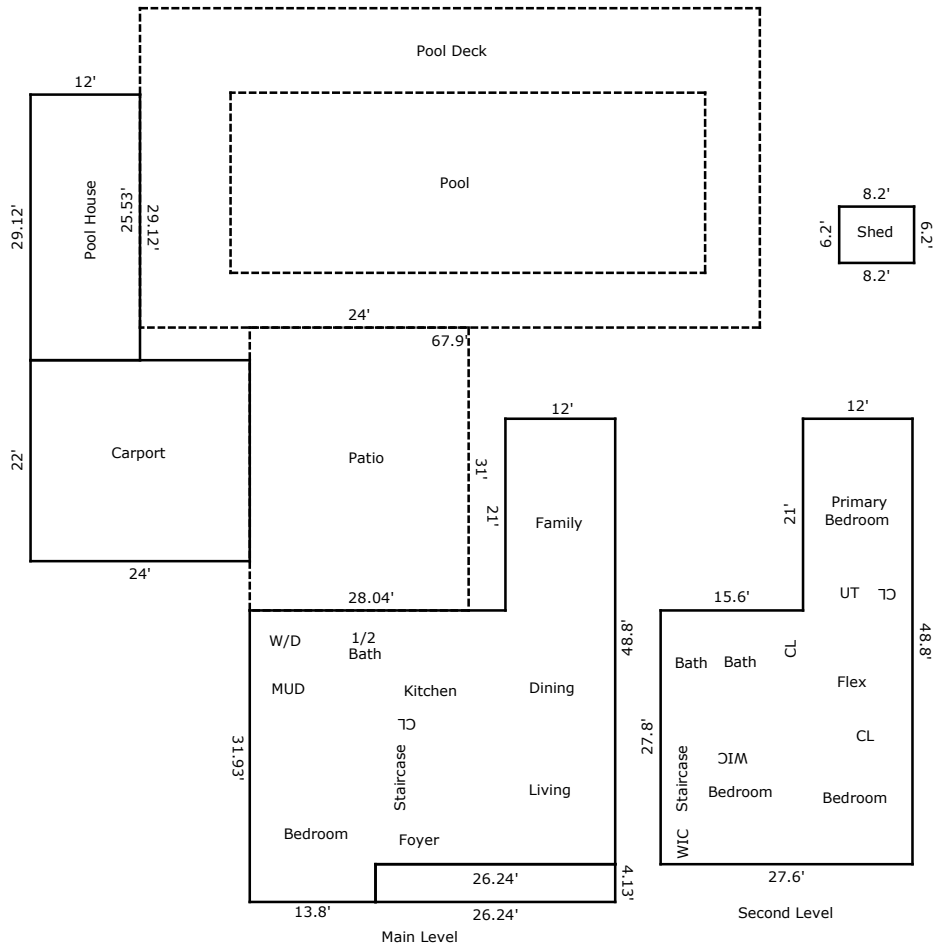 Pool Deck
12'
Pool House
25.53'
29.12'
29.12'
Pool
8.2'
6.2'
Shed
6.2'
8.2'
24'
67.9'
Carport
22'
24'
Patio
31'
12'
21'
Family
28.04'
W/D
1/2
Bath
MUD
Kitchen
CL
Staircase
Dining
48.8'
Living
31.93'
Bedroom
Foyer
26.24'
4.13'
13.8'
26.24'
Main Level
12'
21'
Primary
Bedroom
UT
CL
15.6'
Bath
Bath
CL
Flex
48.8'
27.8'
CL
WIC
Staircase
Bedroom
Bedroom
WIC
27.6'
Second Level